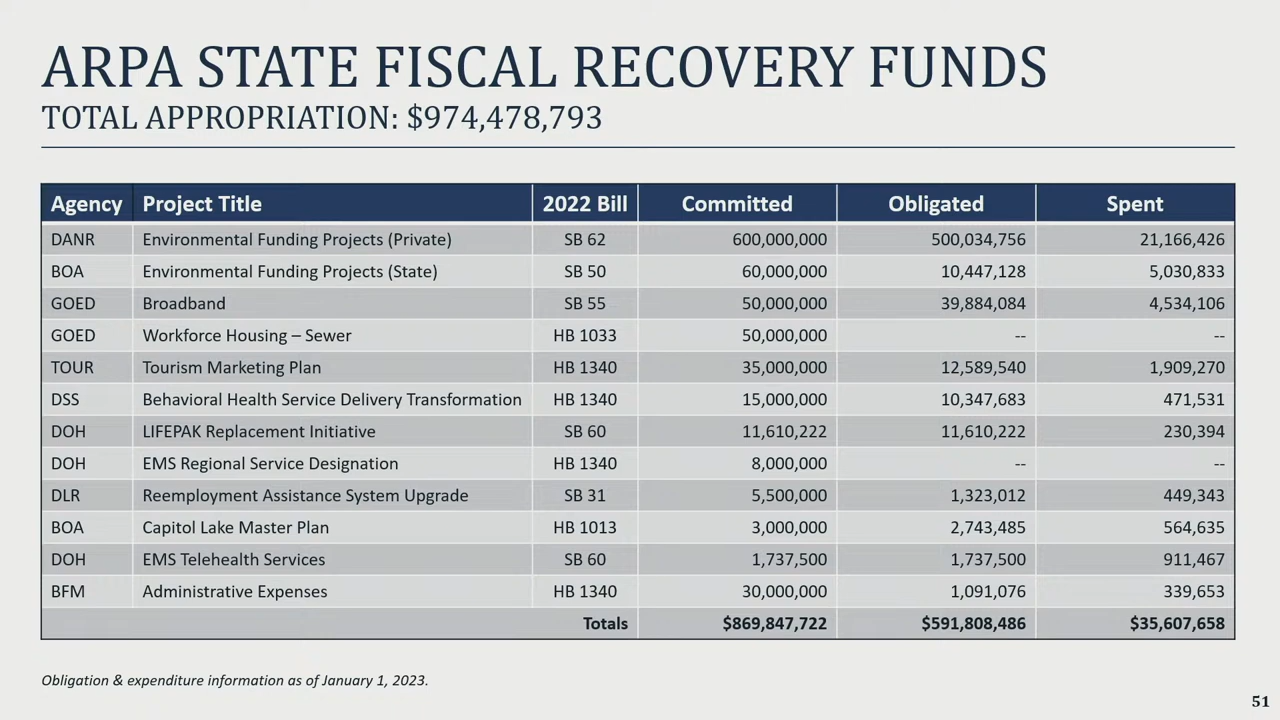 ARPA STATE FISCAL RECOVERY FUNDS
TOTAL APPROPRIATION: $974,478,793
Agency Project Title 2022 Bill Committed Obligated Spent
DANR Environmental Funding Projects (Private) SB 62 600,000,000 500,034,756 21,166,426
BOA Environmental Funding Projects (State) SB 50 60,000,000 10,447,128 5,030,833
GOED Broadband SB 55 50,000,000 39,884,084 4,534,106
GOED Workforce Housing – Sewer HB 1033 50,000,000 -- --
TOUR Tourism Marketing Plan HB 1340 35,000,000 12,589,540 1,909,270
DSS Behavioral Health Service Delivery Transformation HB 1340 15,000,000 10,347,683 471,531
DOH LIFEPAK Replacement Initiative SB 60 11,610,222 11,610,222 230,394
DOH EMS Regional Service Designation HB 1340 8,000,000 -- --
DLR Reemployment Assistance System Upgrade SB 31 5,500,000 1,323,012 449,343
BOA Capitol Lake Master Plan HB 1013 3,000,000 2,743,485 564,635
DOH EMS Telehealth Services SB 60 1,737,500 1,737,500 911,467
BFM Administrative Expenses HB 1340 30,000,000 1,091,076 339,653
Totals $869,847,722 $591,808,486 $35,607,658
Obligation & expenditure information as of January 1, 2023.
51